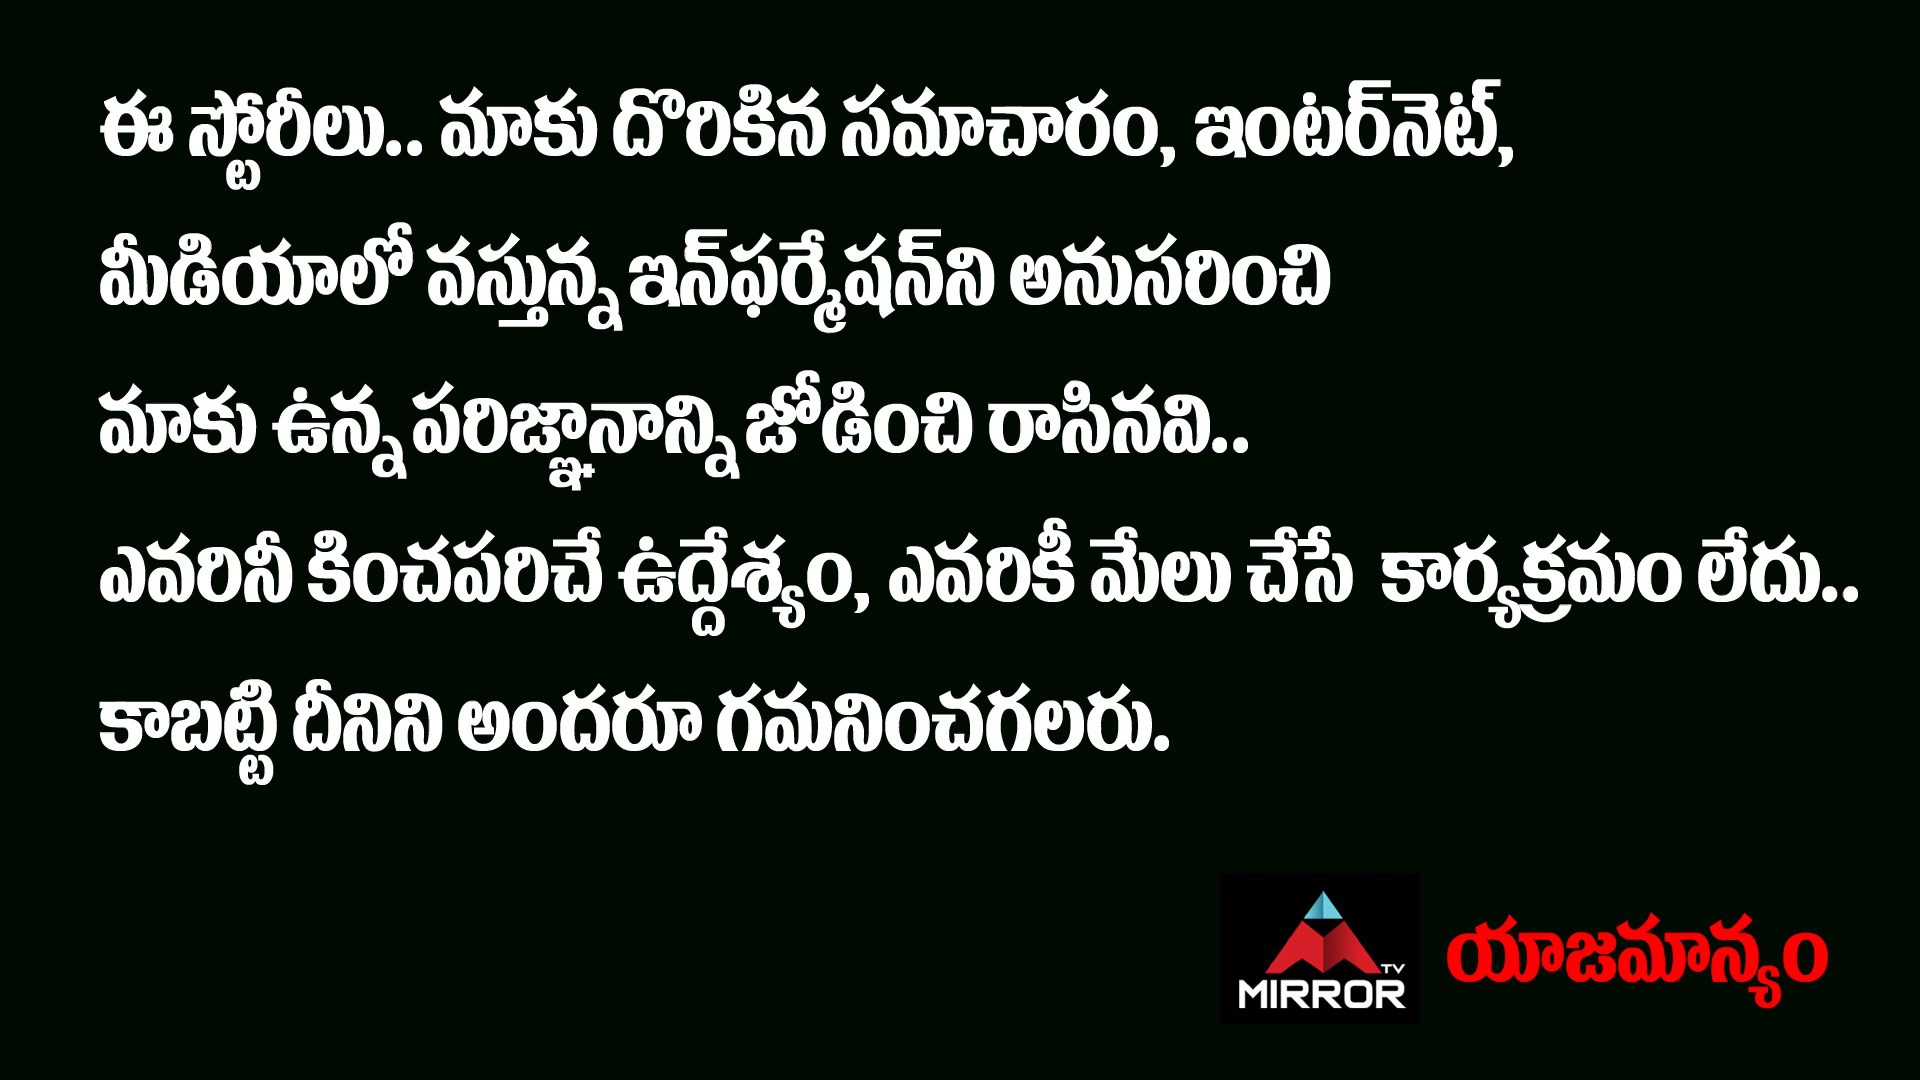 ఈ స్టోరీలు.. మాకు దొరికిన సమాచారం, ఇంటర్‌నెట్,
మీడియాలో వస్తున్న ఇన్‌ఫర్మేషన్‌ని అనుసరించి
మాకు ఉన్న పరిజ్ఞానాన్ని జోడించి రాసినవి..
ఎవరినీ కించపరిచే ఉద్దేశ్యం, ఎవరికీ మేలు చేసే కార్యక్రమం లేదు..
కాబట్టి దీనిని అందరూ గమనించగలరు.
TV
MIRROR
యాజమాన్యం